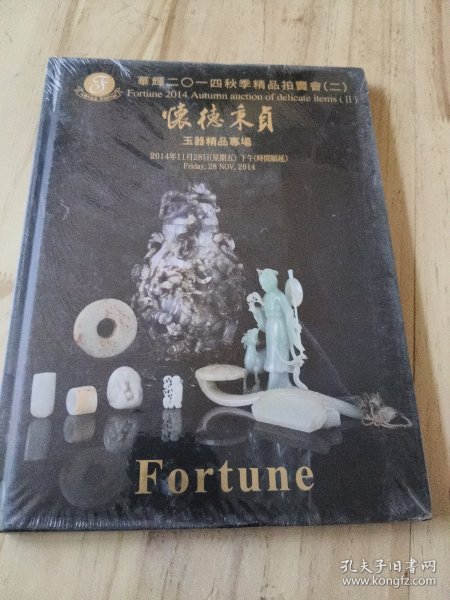 華輝二〇一四秋季精品拍賣會(二)
Fortune 2014 Autumn auction of delicate items (II)
懷德秉貞
玉器精品專場
2014年11月28日(星期五) 下午(時間順延)
Friday, 28 NOV, 2014
Fortune
孔夫子旧书网
www.kongfz.com